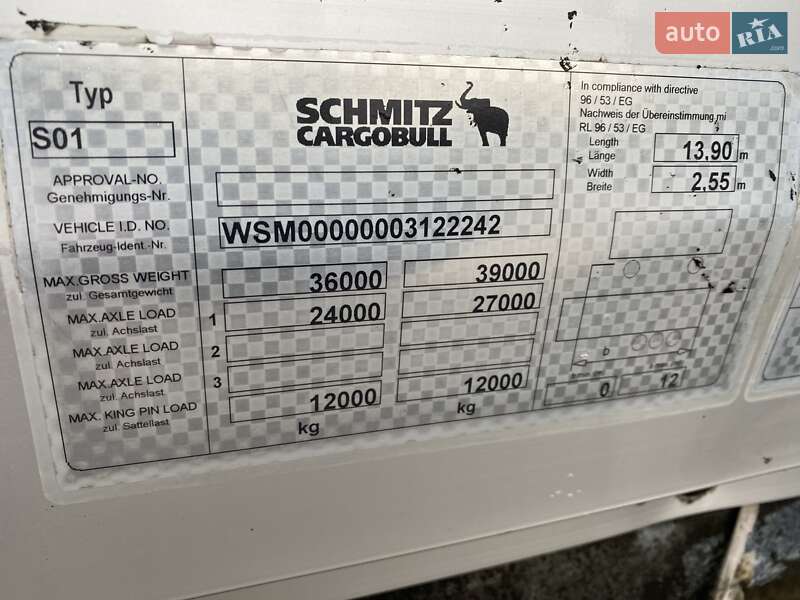 auto RIA .com
Typ
S01
SCHMITZ
CARGOBULL
In compliance with directive
96 / 53 / EG
Nachweis der Übereinstimmung mi
RL 96 / 53 / EG
Length
Länge
13,90 m
Width
Breite
2,55 m
APPROVAL-NO.
Genehmigungs-Nr.
VEHICLE I.D. NO.
Fahrzeug-Ident.-Nr.
WSM00000003122242
MAX.GROSS WEIGHT
zul. Gesamtgewicht
36000 39000
MAX.AXLE LOAD
zul. Achslast
1 24000 27000
MAX.AXLE LOAD
zul. Achslast
2
MAX.AXLE LOAD
zul. Achslast
3
MAX. KING PIN LOAD
zul. Sattellast
12000 12000
kg kg
D
0 12